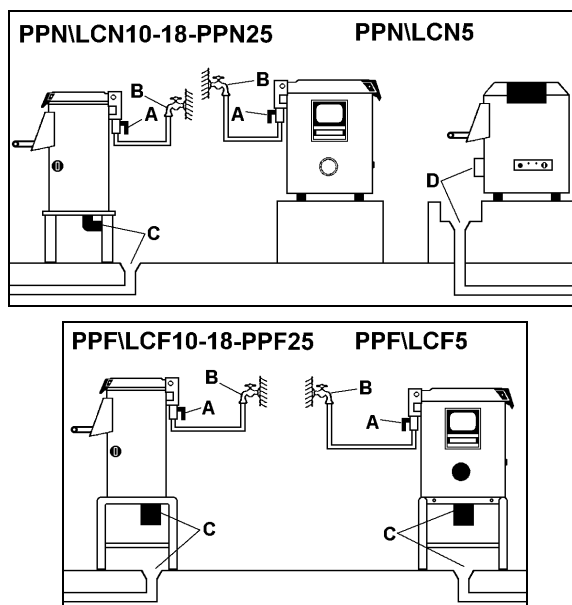 PPN\LCN10-18-PPN25
PPN\LCN5
B
B
A
A
D
C
PPF\LCF10-18-PPF25
PPF\LCF5
B
B
A
A
C
C